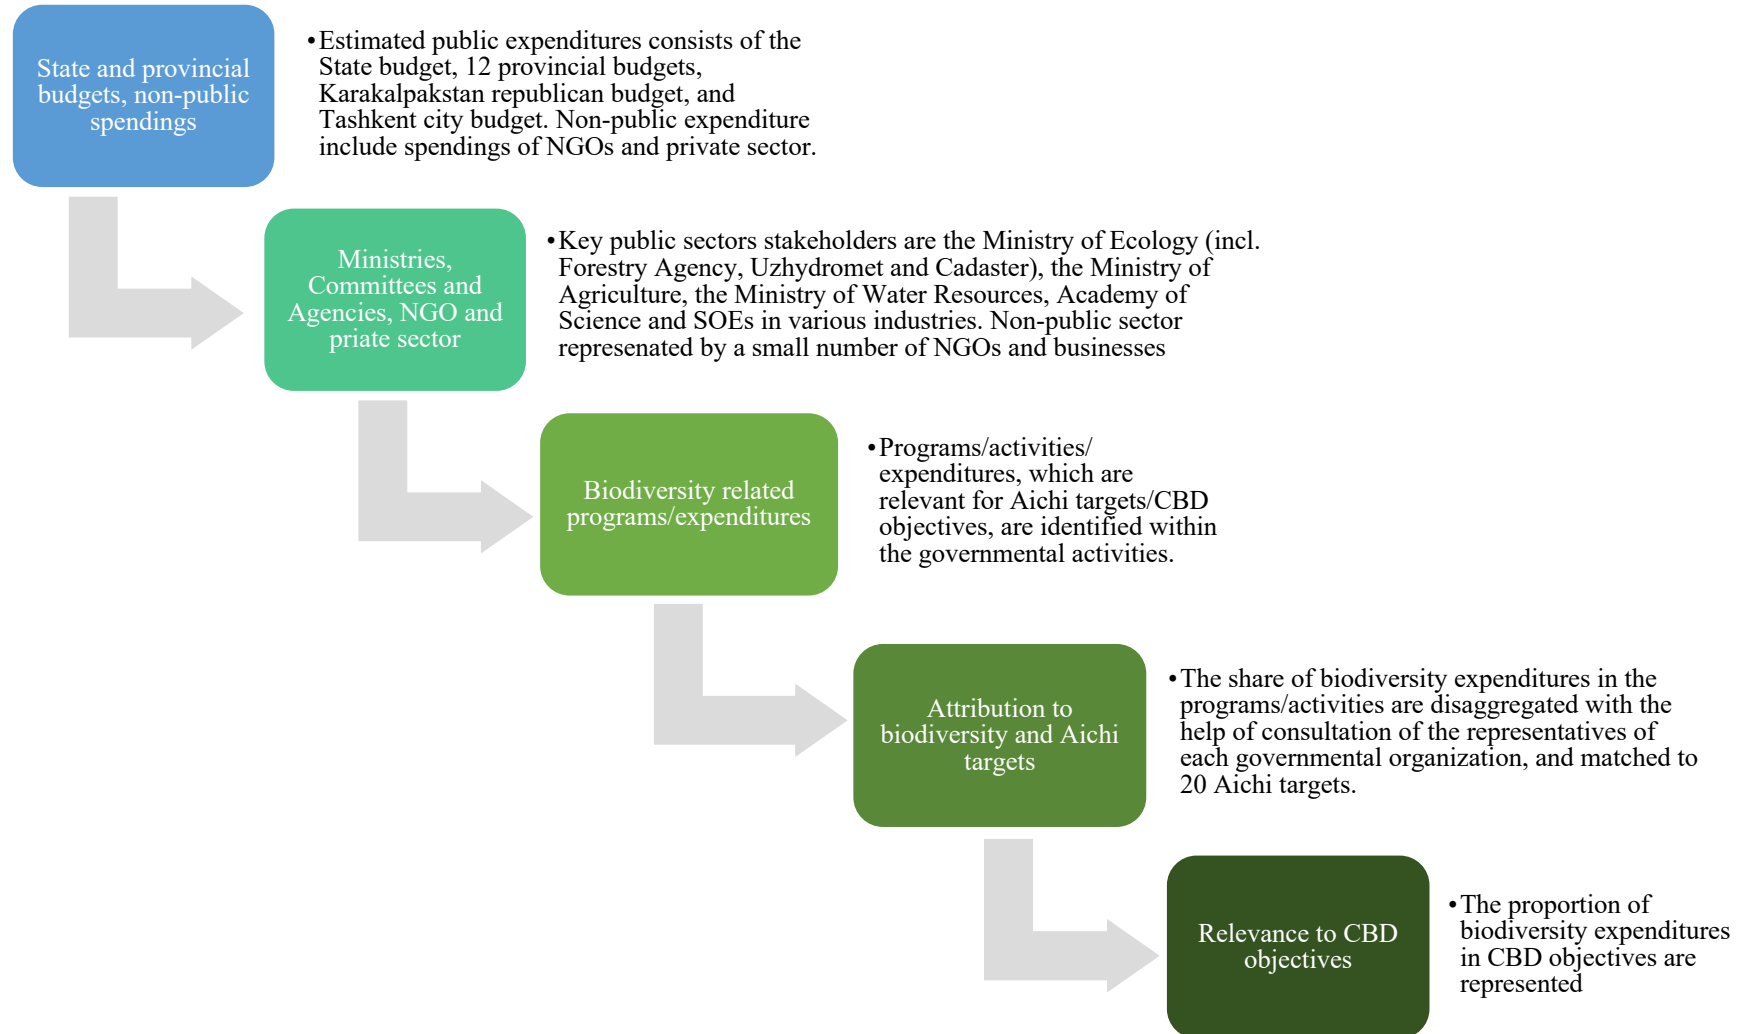 State and provincial
budgets, non-public
spendings
•Estimated public expenditures consists of the
State budget, 12 provincial budgets,
Karakalpakstan republican budget, and
Tashkent city budget. Non-public expenditure
include spendings of NGOs and private sector.
Ministries,
Committees and
Agencies, NGO and
priate sector
•Key public sectors stakeholders are the Ministry of Ecology (incl.
Forestry Agency, Uzhydromet and Cadaster), the Ministry of
Agriculture, the Ministry of Water Resources, Academy of
Science and SOEs in various industries. Non-public sector
represenated by a small number of NGOs and businesses
Biodiversity related
programs/expenditures
•Programs/activities/
expenditures, which are
relevant for Aichi targets/CBD
objectives, are identified within
the governmental activities.
Attribution to
biodiversity and Aichi
targets
•The share of biodiversity expenditures in the
programs/activities are disaggregated with the
help of consultation of the representatives of
each governmental organization, and matched to
20 Aichi targets.
Relevance to CBD
objectives
•The proportion of
biodiversity expenditures
in CBD objectives are
represented